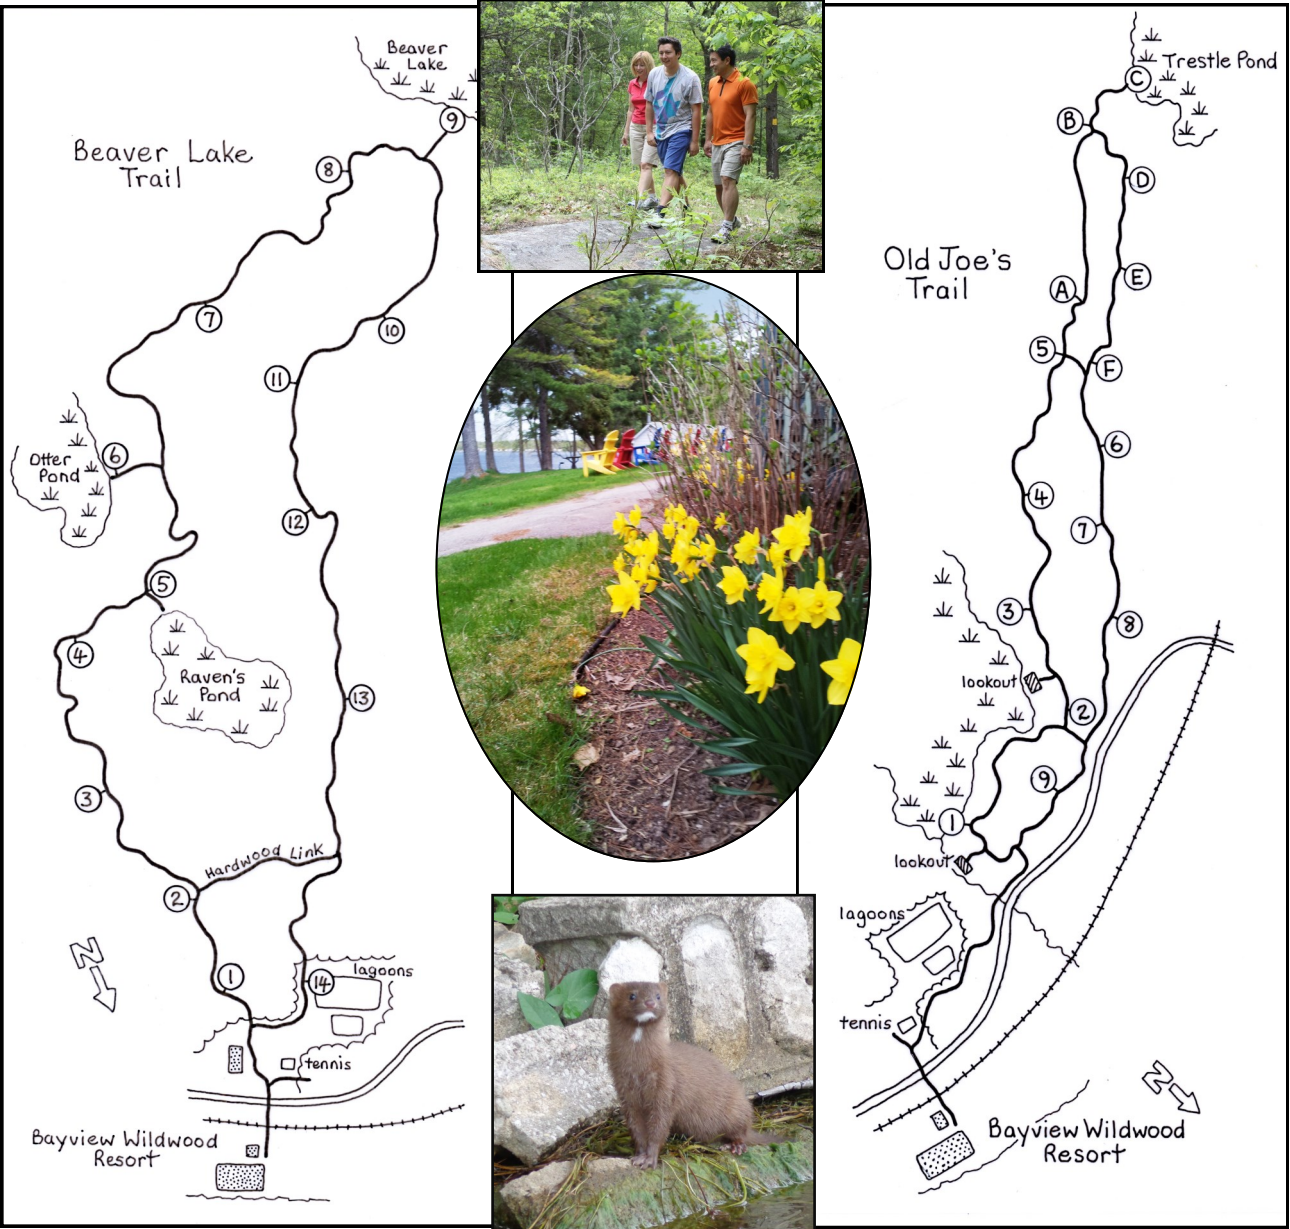 Beaver
Lake
9
Beaver Lake
Trail
8
7
10
11
Otter
Pond
6
12
5
4
Raven's
Pond
13
3
Hardwood Link
2
N
1
14
lagoons
tennis
Bayview Wildwood
Resort
C
Trestle Pond
B
D
Old Joe's
Trail
E
A
5
F
6
4
7
3
8
lookout
2
9
1
lookout
lagoons
tennis
N
Bayview Wildwood
Resort